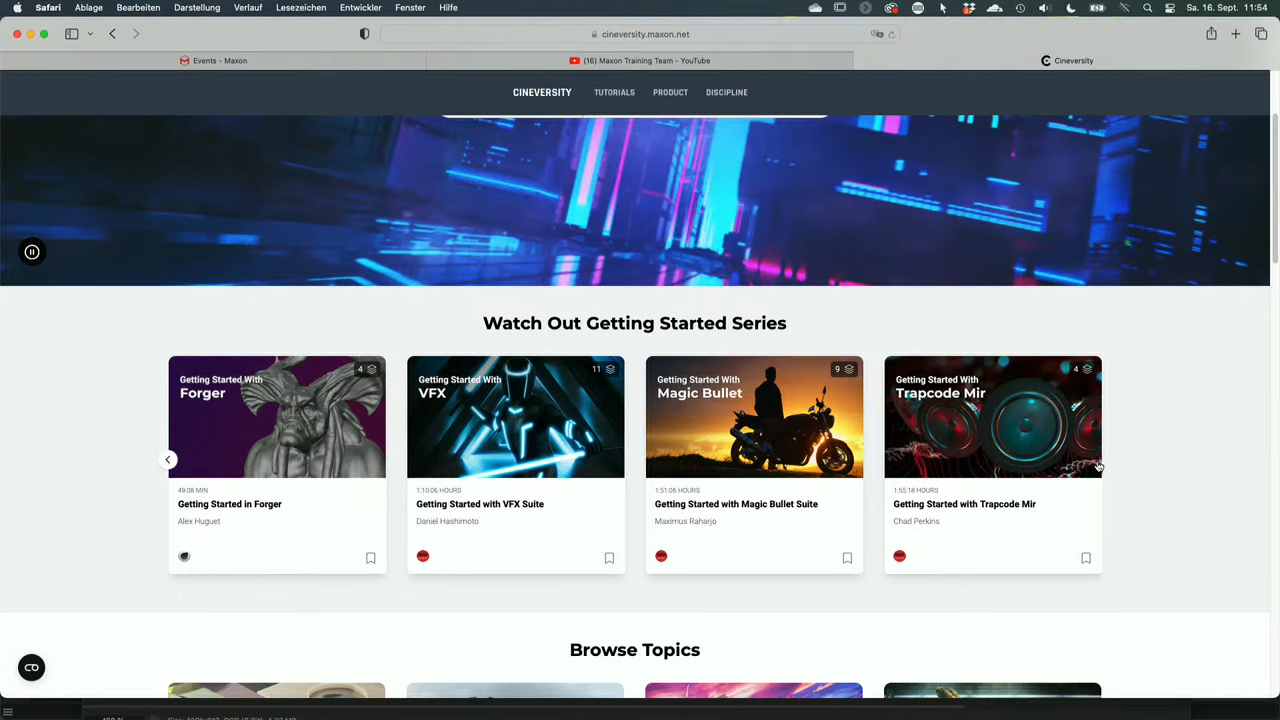 Safari Ablage Bearbeiten Darstellung Verlauf Lesezeichen Entwickler Fenster Hilfe Sa. 16. Sept. 11:54
cineversity.maxon.net
Events - Maxon
(16) Maxon Training Team - YouTube
Cineversity
CINEVERSITY TUTORIALS PRODUCT DISCIPLINE
Watch Out Getting Started Series
Getting Started With
Forger
4
49:08 MIN
Getting Started in Forger
Alex Huguet
Getting Started With
VFX
11
1:10:06 HOURS
Getting Started with VFX Suite
Daniel Hashimoto
Getting Started With
Magic Bullet
9
1:51:06 HOURS
Getting Started with Magic Bullet Suite
Maximus Raharjo
Getting Started With
Trapcode Mir
4
1:55:18 HOURS
Getting Started with Trapcode Mir
Chad Perkins
Browse Topics